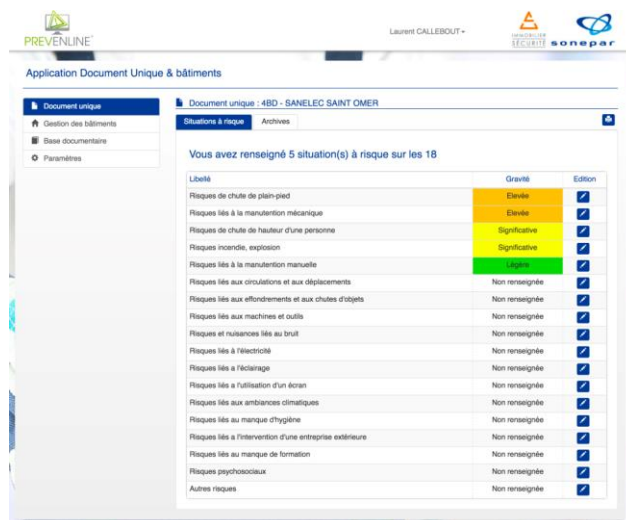 PREVENLINE
Laurent CALLEBOUT
IMMOBILIER
SÉCURITÉ
sonepar
Application Document Unique & bâtiments
Document unique
Gestion des bâtiments
Base documentaire
Paramètres
Document unique : 4BD - SANELEC SAINT OMER
Situations à risque Archives
Vous avez renseigné 5 situation(s) à risque sur les 18
Libellé Gravité Edition
Risques de chute de plain-pied Elevée
Risques liés à la manutention mécanique Elevée
Risques de chute de hauteur d'une personne Significative
Risques incendie, explosion Significative
Risques liés à la manutention manuelle Légère
Risques liés aux circulations et aux déplacements Non renseignée
Risques liés aux effondrements et aux chutes d'objets Non renseignée
Risques liés aux machines et outils Non renseignée
Risques et nuisances liés au bruit Non renseignée
Risques liés à l'électricité Non renseignée
Risques liés a l'éclairage Non renseignée
Risques liés a l'utilisation d'un écran Non renseignée
Risques liés aux ambiances climatiques Non renseignée
Risques liés au manque d'hygiène Non renseignée
Risques liés a l'intervention d'une entreprise extérieure Non renseignée
Risques liés au manque de formation Non renseignée
Risques psychosociaux Non renseignée
Autres risques Non renseignée